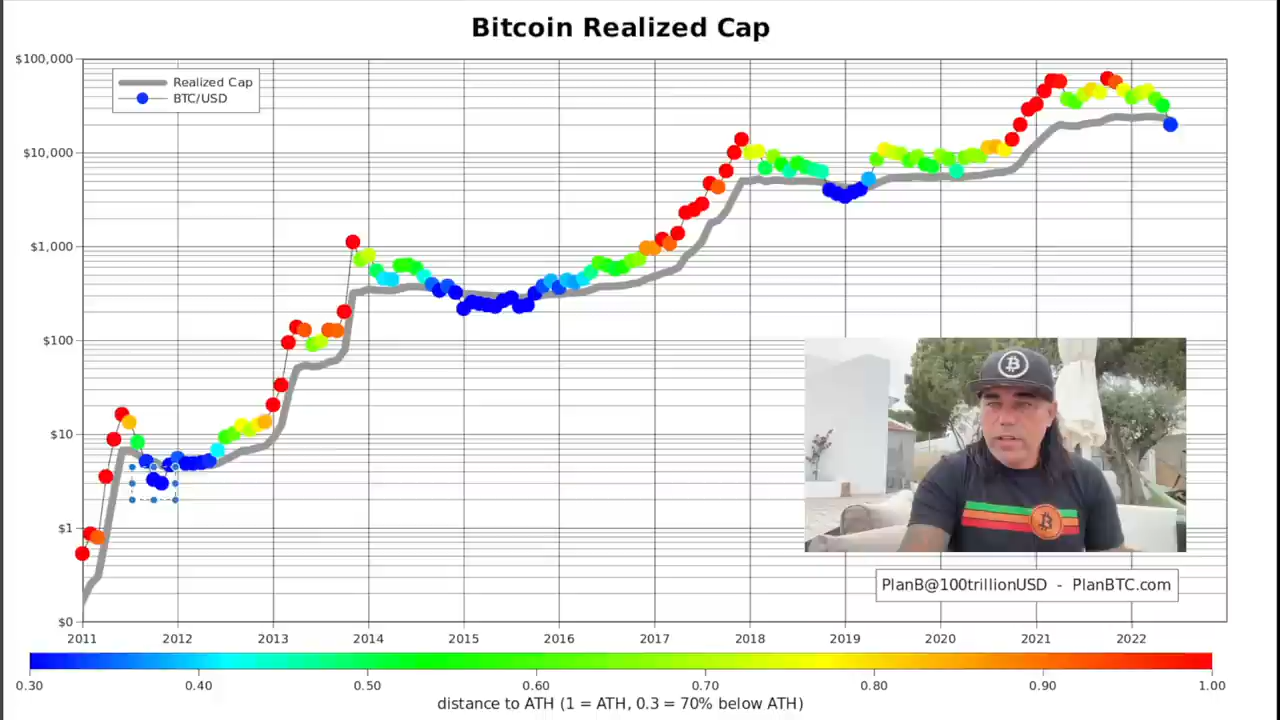 Bitcoin Realized Cap
$100,000
Realized Cap
BTC/USD
$10,000
$1,000
$100
$10
$1
$0
PlanB@100trillionUSD - PlanBTC.com
2011 2012 2013 2014 2015 2016 2017 2018 2019 2020 2021 2022
0.30 0.40 0.50 0.60 0.70 0.80 0.90 1.00
distance to ATH (1 = ATH, 0.3 = 70% below ATH)